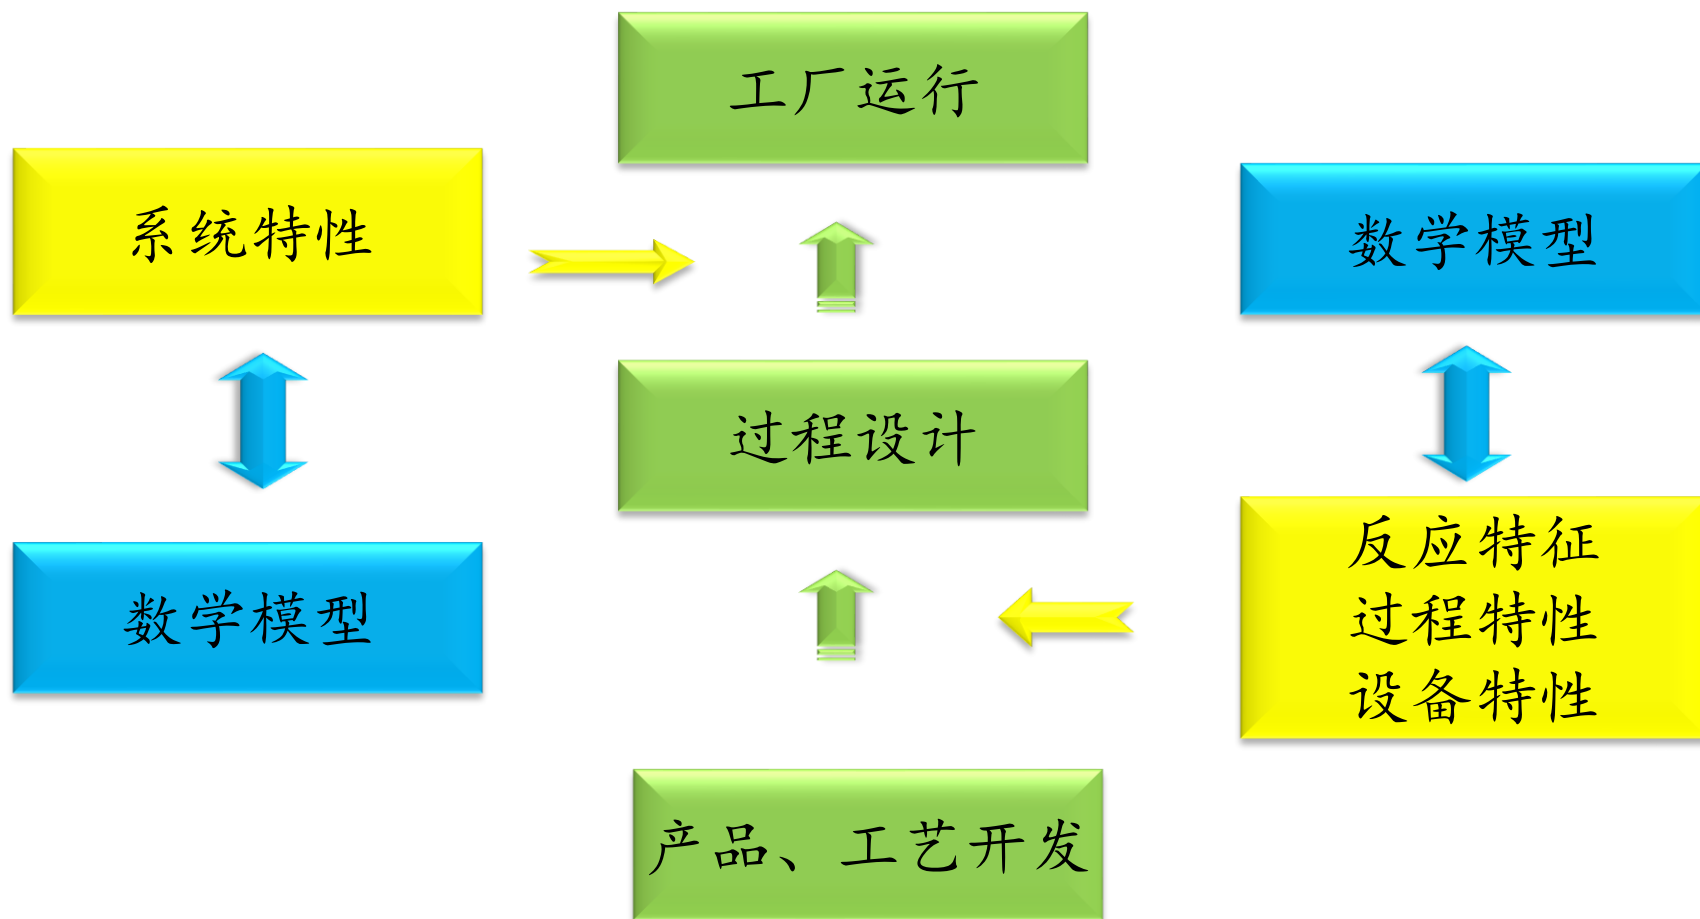 工厂运行
系统特性
数学模型
过程设计
数学模型
反应特征
过程特性
设备特性
产品、工艺开发